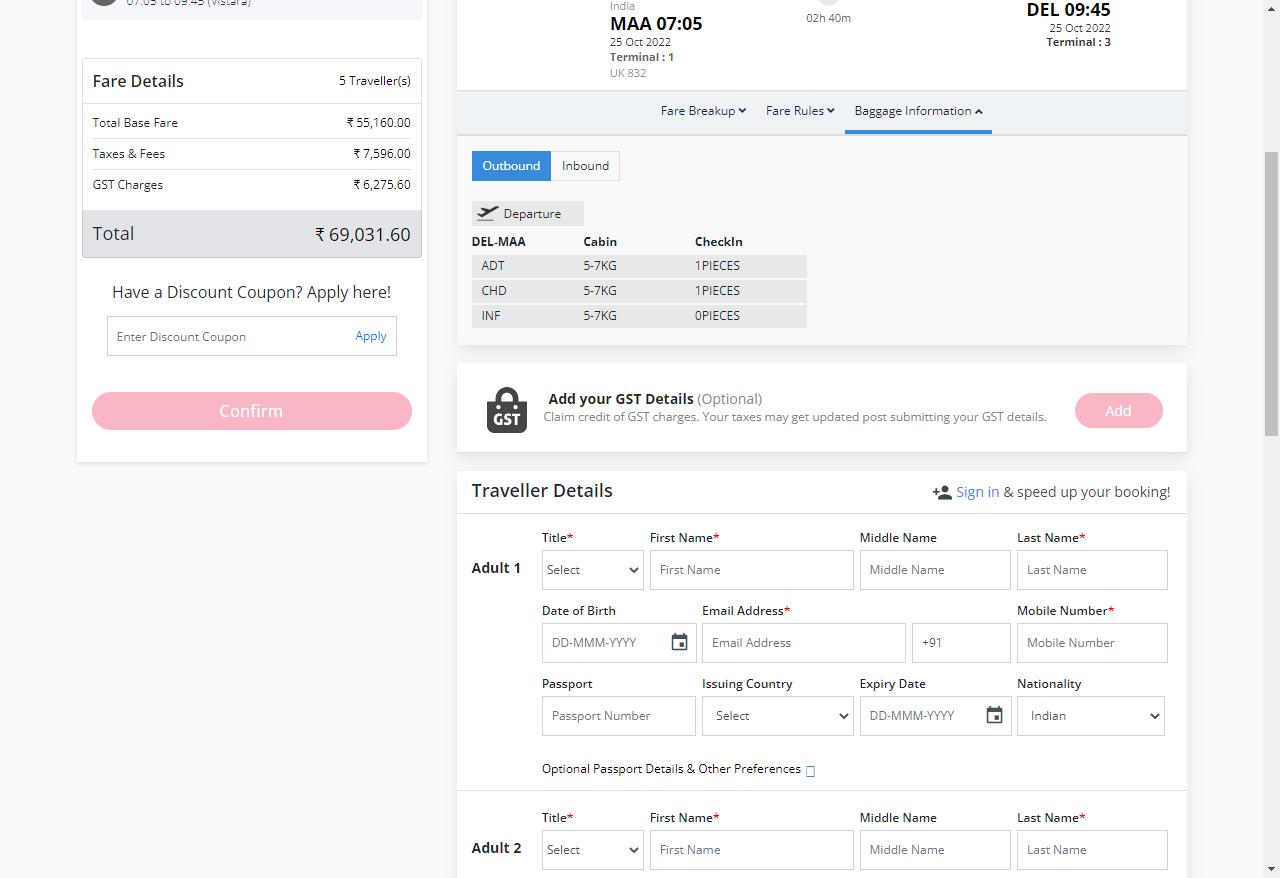 07:05 to 09:45 (Vistara)
Fare Details 5 Traveller(s)
Total Base Fare ₹ 55,160.00
Taxes & Fees ₹ 7,596.00
GST Charges ₹ 6,275.60
Total ₹ 69,031.60
Have a Discount Coupon? Apply here!
Enter Discount Coupon Apply
Confirm
India
MAA 07:05
25 Oct 2022
Terminal : 1
UK 832
02h 40m
DEL 09:45
25 Oct 2022
Terminal : 3
Fare Breakup Fare Rules Baggage Information
Outbound Inbound
Departure
DEL-MAA Cabin CheckIn
ADT 5-7KG 1PIECES
CHD 5-7KG 1PIECES
INF 5-7KG 0PIECES
GST
Add your GST Details (Optional)
Claim credit of GST charges. Your taxes may get updated post submitting your GST details.
Add
Traveller Details Sign in & speed up your booking!
Title* First Name* Middle Name Last Name*
Adult 1 Select First Name Middle Name Last Name
Date of Birth Email Address* Mobile Number*
DD-MMM-YYYY Email Address +91 Mobile Number
Passport Issuing Country Expiry Date Nationality
Passport Number Select DD-MMM-YYYY Indian
Optional Passport Details & Other Preferences
Title* First Name* Middle Name Last Name*
Adult 2 Select First Name Middle Name Last Name